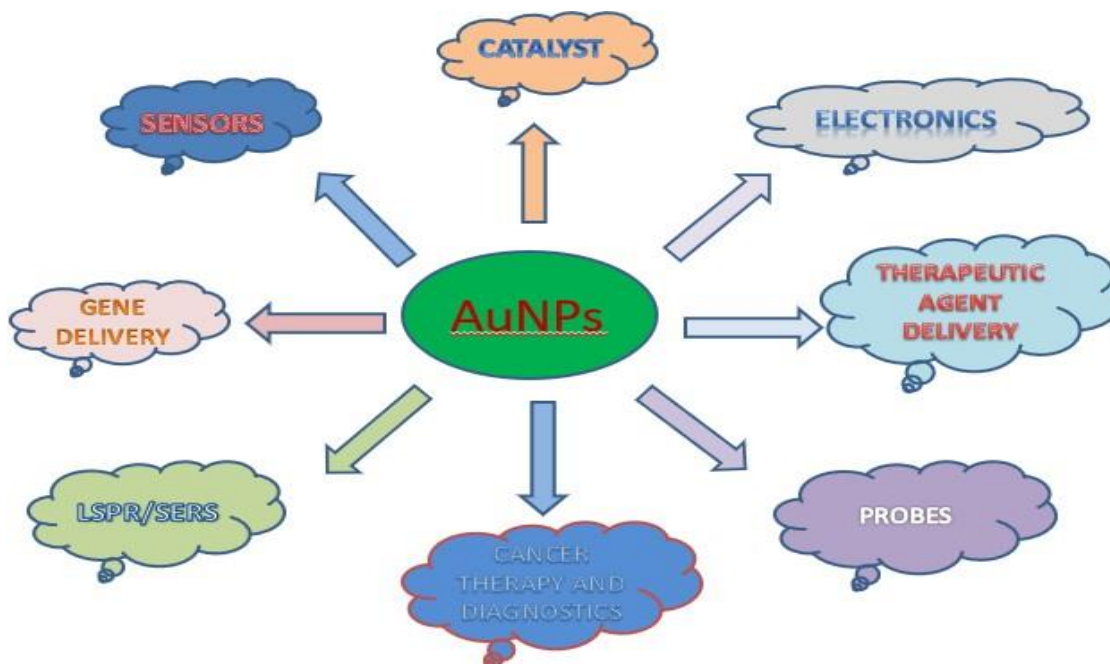 CATALYST
SENSORS
ELECTRONICS
AuNPs
THERAPEUTIC
AGENT
DELIVERY
GENE
DELIVERY
LSPR/SERS
PROBES
CANCER
THERAPY AND
DIAGNOSTICS